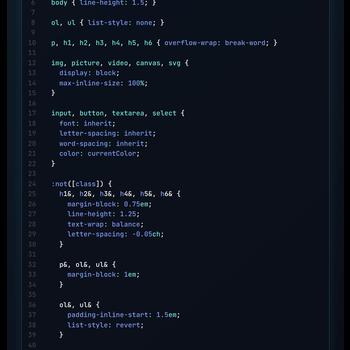 6 body { line-height: 1.5; }
7
8 ol, ul { list-style: none; }
9
10 p, h1, h2, h3, h4, h5, h6 { overflow-wrap: break-word; }
11
12 img, picture, video, canvas, svg {
13 display: block;
14 max-inline-size: 100%;
15 }
16
17 input, button, textarea, select {
18 font: inherit;
19 letter-spacing: inherit;
20 word-spacing: inherit;
21 color: currentColor;
22 }
23
24 :not([class]) {
25 h1&, h2&, h3&, h4&, h5&, h6& {
26 margin-block: 0.75em;
27 line-height: 1.25;
28 text-wrap: balance;
29 letter-spacing: -0.05ch;
30 }
31
32 p&, ol&, ul& {
33 margin-block: 1em;
34 }
35
36 ol&, ul& {
37 padding-inline-start: 1.5em;
38 list-style: revert;
39 }
40